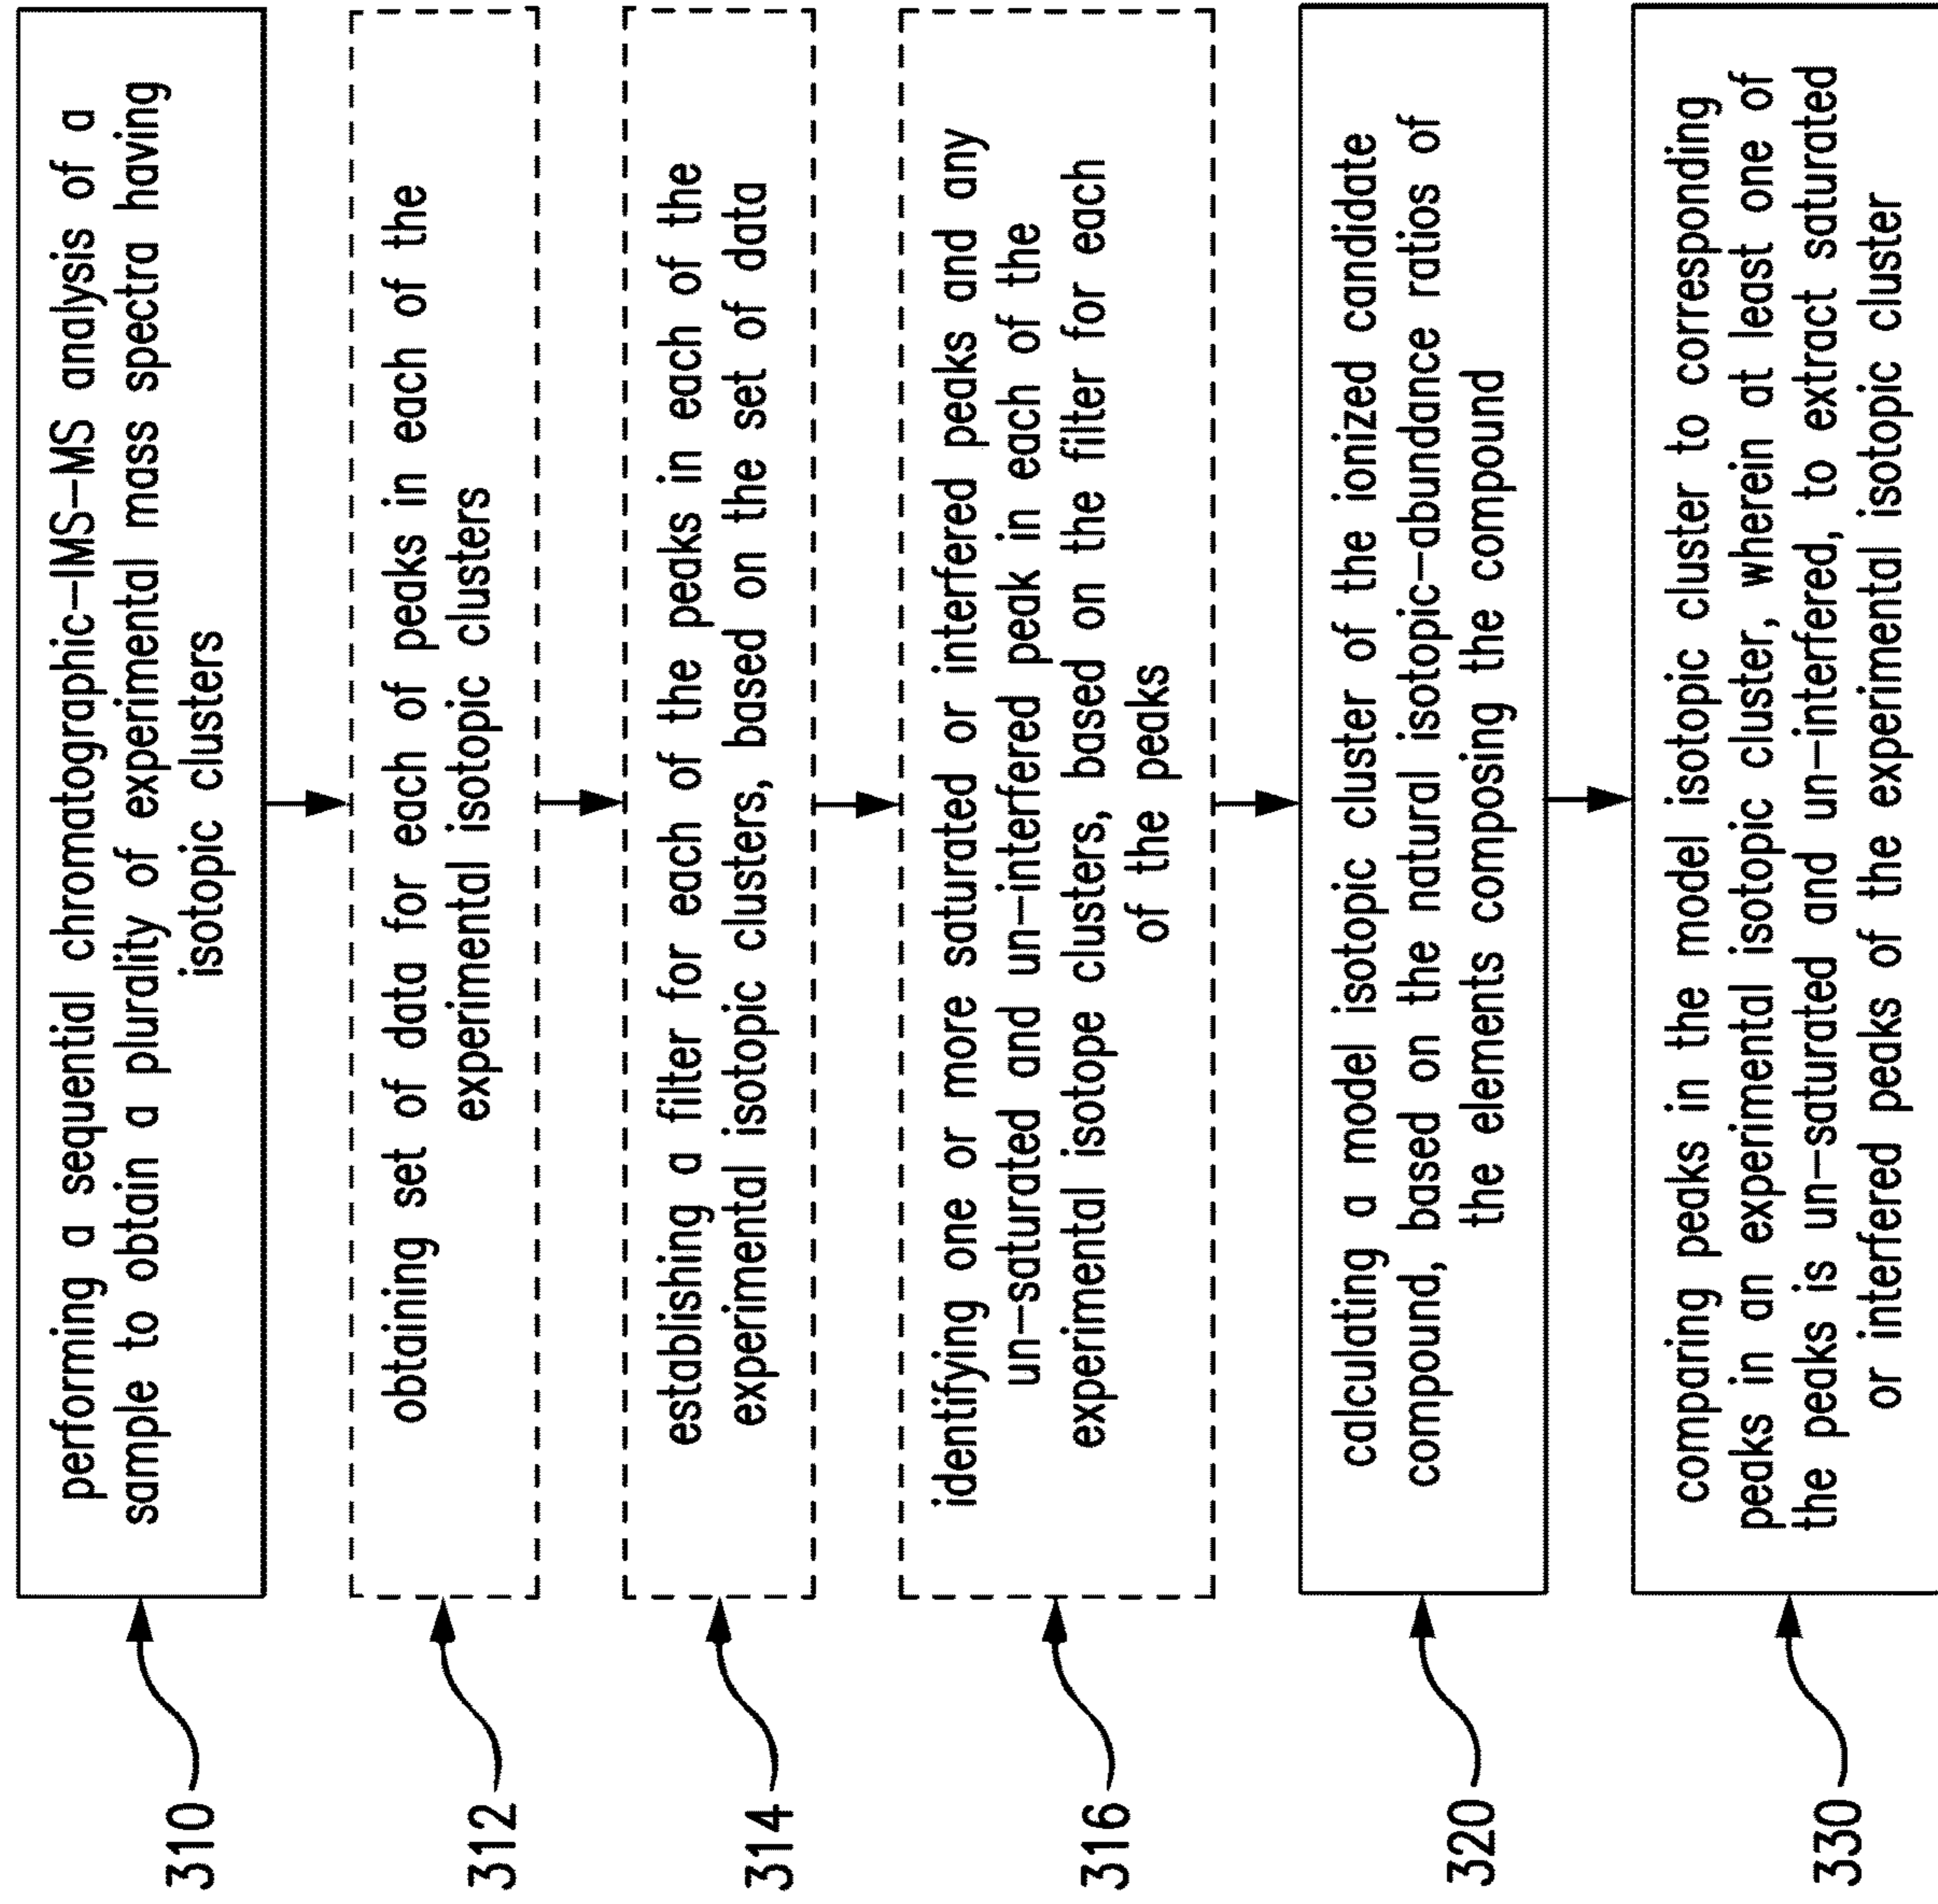 310
performing a sequential chromatographic-IMS-MS analysis of a
sample to obtain a plurality of experimental mass spectra having
isotopic clusters
312
obtaining set of data for each of peaks in each of the
experimental isotopic clusters
314
establishing a filter for each of the peaks in each of the
experimental isotopic clusters, based on the set of data
316
identifying one or more saturated or interfered peaks and any
un-saturated and un-interfered peak in each of the
experimental isotope clusters, based on the filter for each
of the peaks
320
calculating a model isotopic cluster of the ionized candidate
compound, based on the natural isotopic-abundance ratios of
the elements composing the compound
330
comparing peaks in the model isotopic cluster to corresponding
peaks in an experimental isotopic cluster, wherein at least one of
the peaks is un-saturated and un-interfered, to extract saturated
or interfered peaks of the experimental isotopic cluster